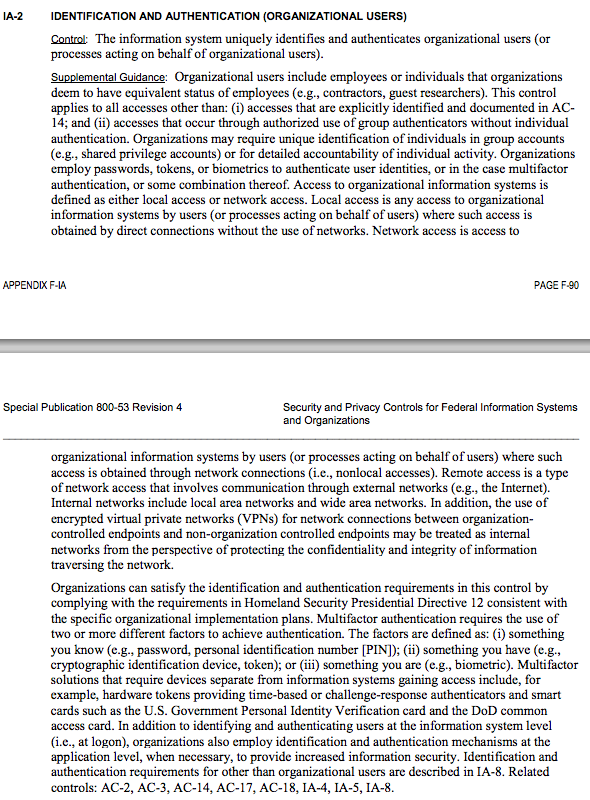 IA-2 IDENTIFICATION AND AUTHENTICATION (ORGANIZATIONAL USERS)
Control: The information system uniquely identifies and authenticates organizational users (or
processes acting on behalf of organizational users).
Supplemental Guidance: Organizational users include employees or individuals that organizations
deem to have equivalent status of employees (e.g., contractors, guest researchers). This control
applies to all accesses other than: (i) accesses that are explicitly identified and documented in AC-
14; and (ii) accesses that occur through authorized use of group authenticators without individual
authentication. Organizations may require unique identification of individuals in group accounts
(e.g., shared privilege accounts) or for detailed accountability of individual activity. Organizations
employ passwords, tokens, or biometrics to authenticate user identities, or in the case multifactor
authentication, or some combination thereof. Access to organizational information systems is
defined as either local access or network access. Local access is any access to organizational
information systems by users (or processes acting on behalf of users) where such access is
obtained by direct connections without the use of networks. Network access is access to
APPENDIX F-IA PAGE F-90
Special Publication 800-53 Revision 4 Security and Privacy Controls for Federal Information Systems
and Organizations
organizational information systems by users (or processes acting on behalf of users) where such
access is obtained through network connections (i.e., nonlocal accesses). Remote access is a type
of network access that involves communication through external networks (e.g., the Internet).
Internal networks include local area networks and wide area networks. In addition, the use of
encrypted virtual private networks (VPNs) for network connections between organization-
controlled endpoints and non-organization controlled endpoints may be treated as internal
networks from the perspective of protecting the confidentiality and integrity of information
traversing the network.
Organizations can satisfy the identification and authentication requirements in this control by
complying with the requirements in Homeland Security Presidential Directive 12 consistent with
the specific organizational implementation plans. Multifactor authentication requires the use of
two or more different factors to achieve authentication. The factors are defined as: (i) something
you know (e.g., password, personal identification number [PIN]); (ii) something you have (e.g.,
cryptographic identification device, token); or (iii) something you are (e.g., biometric). Multifactor
solutions that require devices separate from information systems gaining access include, for
example, hardware tokens providing time-based or challenge-response authenticators and smart
cards such as the U.S. Government Personal Identity Verification card and the DoD common
access card. In addition to identifying and authenticating users at the information system level
(i.e., at logon), organizations also employ identification and authentication mechanisms at the
application level, when necessary, to provide increased information security. Identification and
authentication requirements for other than organizational users are described in IA-8. Related
controls: AC-2, AC-3, AC-14, AC-17, AC-18, IA-4, IA-5, IA-8.